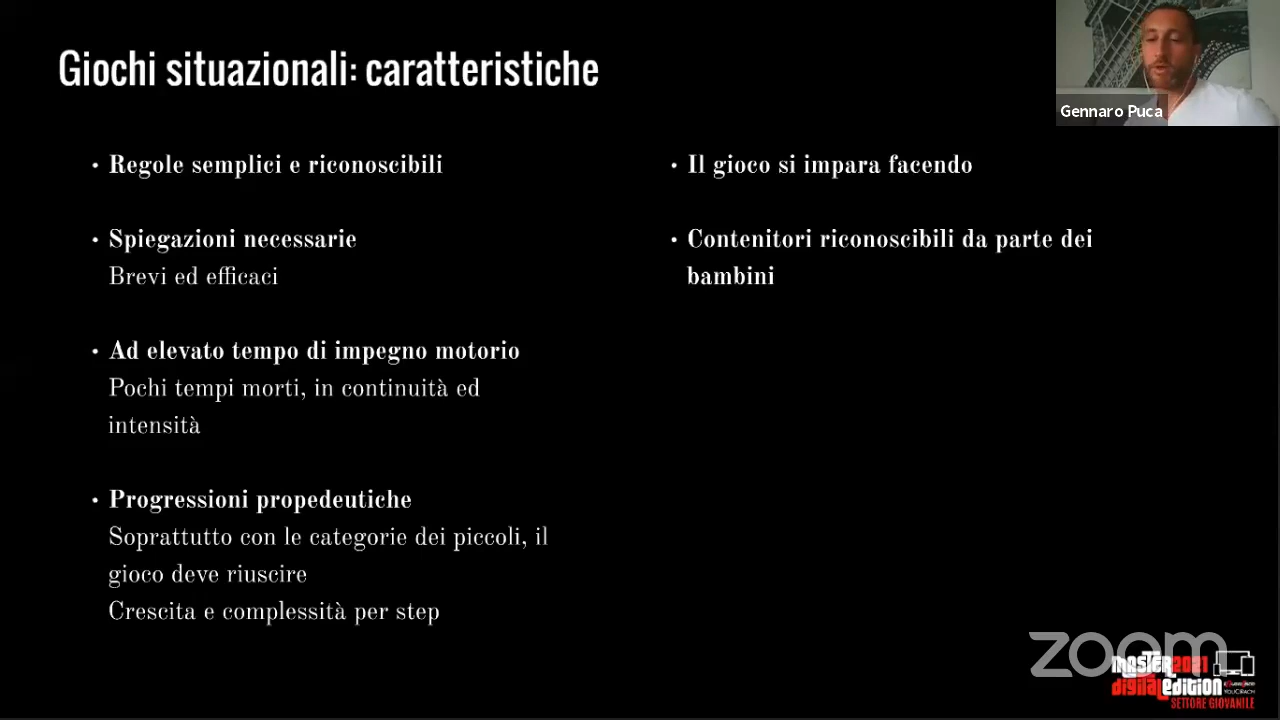 Giochi situazionali: caratteristiche
Gennaro Puca
• Regole semplici e riconoscibili
• Spiegazioni necessarie
Brevi ed efficaci
• Ad elevato tempo di impegno motorio
Pochi tempi morti, in continuità ed
intensità
• Progressioni propedeutiche
Soprattutto con le categorie dei piccoli, il
gioco deve riuscire
Crescita e complessità per step
• Il gioco si impara facendo
• Contenitori riconoscibili da parte dei
bambini
zoom
MASTER 2021
digital EDITION
YOUCOACH
SETTORE GIOVANILE